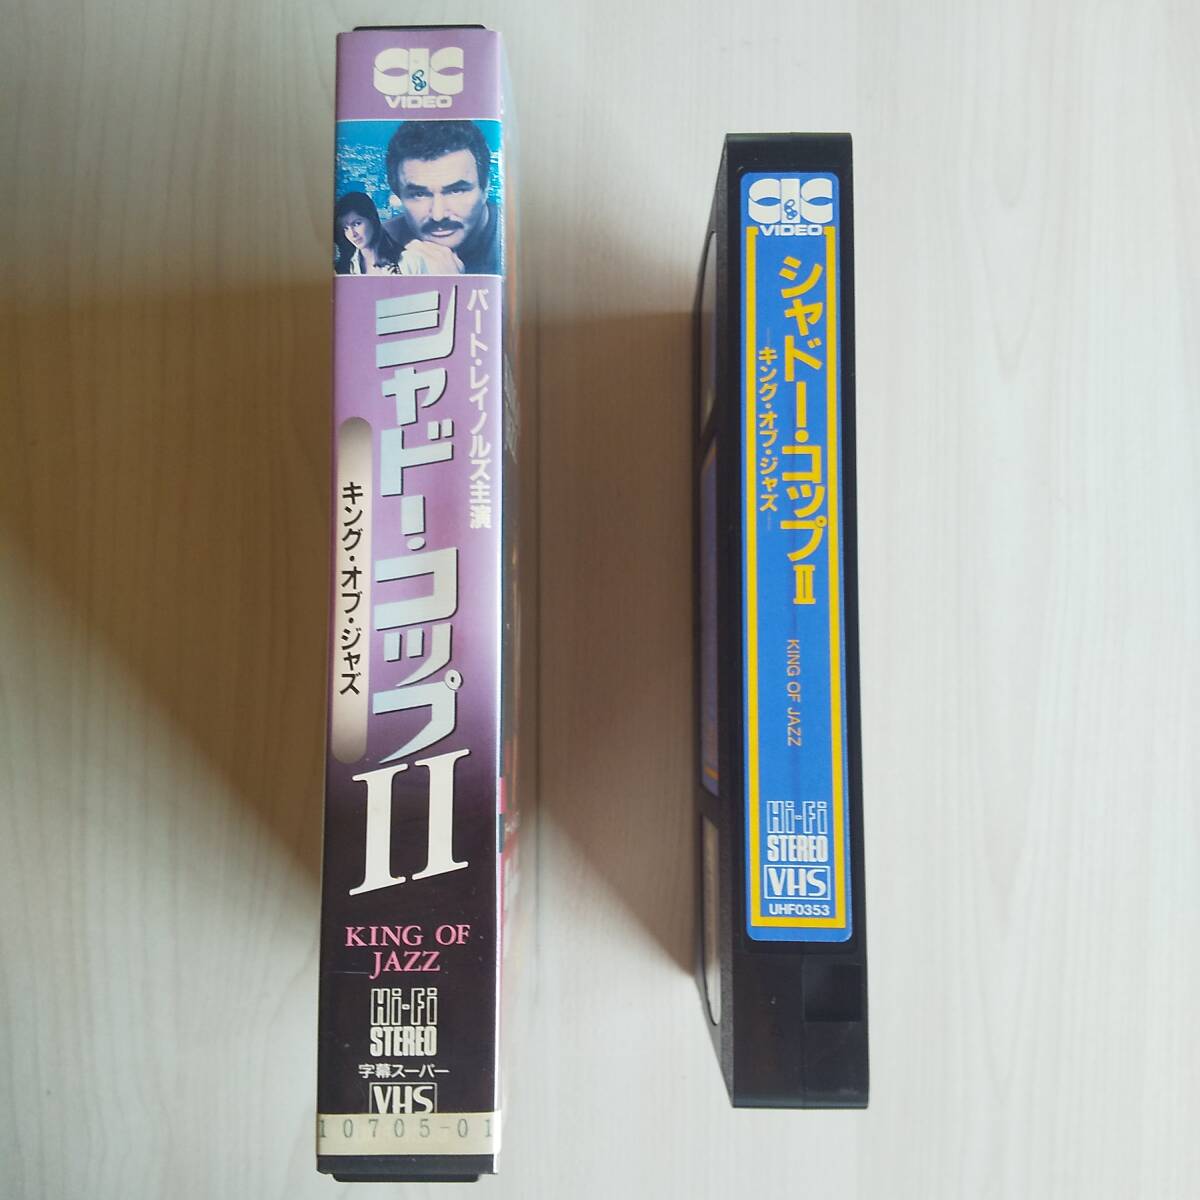 CIC
VIDEO
バート・レイノルズ主演
シャドー・コップ
II
キング・オブ・ジャズ
KING OF
JAZZ
Hi-Fi
STEREO
字幕スーパー
VHS
10705-01
CIC
VIDEO
シャドー・コップII
キング・オブ・ジャズ
KING OF JAZZ
Hi-Fi
STEREO
VHS
UHF0353